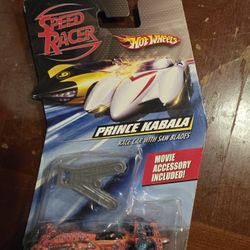 SPEED
RACER
Hot Wheels
PRINCE KABALA
RACE CAR WITH SAW BLADES
MOVIE
ACCESSORY
INCLUDED!